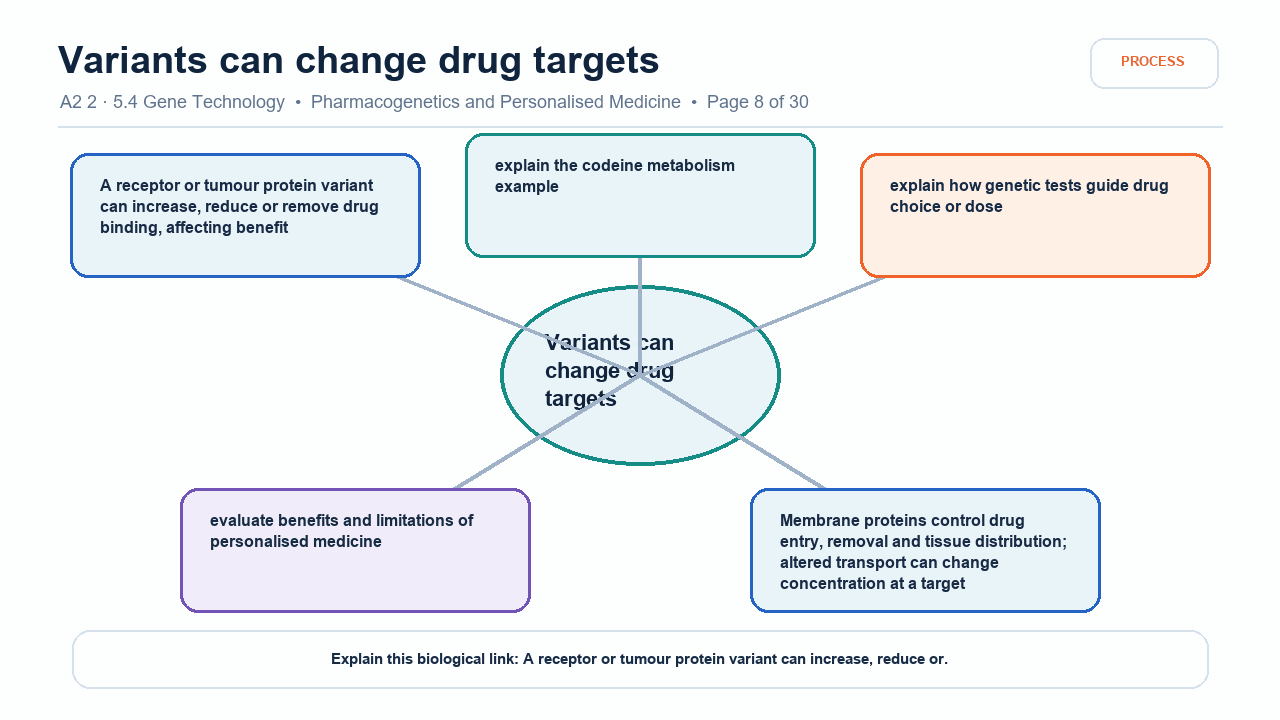 Variants can change drug targets
PROCESS
A2 2 · 5.4 Gene Technology • Pharmacogenetics and Personalised Medicine • Page 8 of 30
A receptor or tumour protein variant
can increase, reduce or remove drug
binding, affecting benefit
explain the codeine metabolism
example
explain how genetic tests guide drug
choice or dose
Variants can
change drug
targets
evaluate benefits and limitations of
personalised medicine
Membrane proteins control drug
entry, removal and tissue distribution;
altered transport can change
concentration at a target
Explain this biological link: A receptor or tumour protein variant can increase, reduce or.